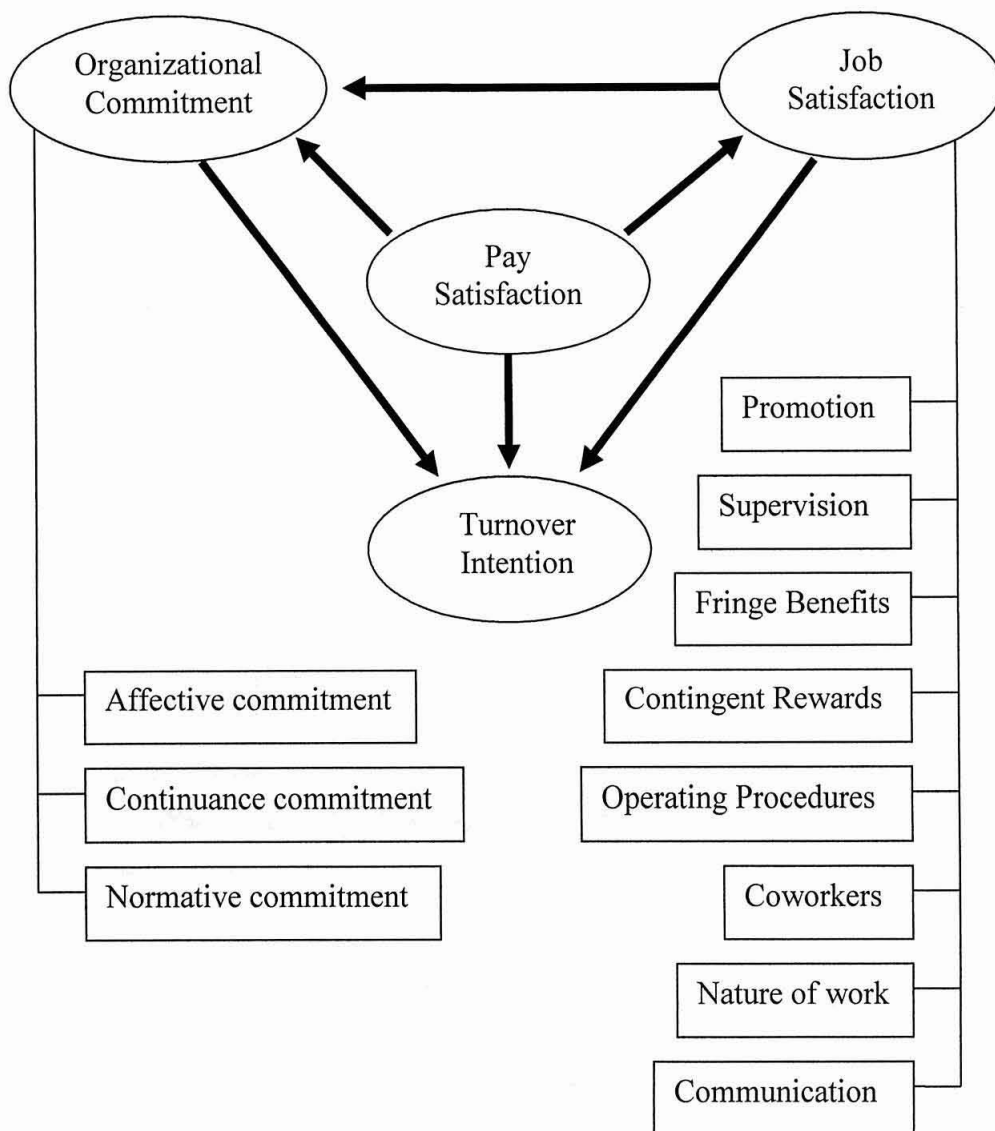 Organizational
Commitment
Job
Satisfaction
Pay
Satisfaction
Turnover
Intention
Promotion
Supervision
Fringe Benefits
Contingent Rewards
Operating Procedures
Coworkers
Nature of work
Communication
Affective commitment
Continuance commitment
Normative commitment